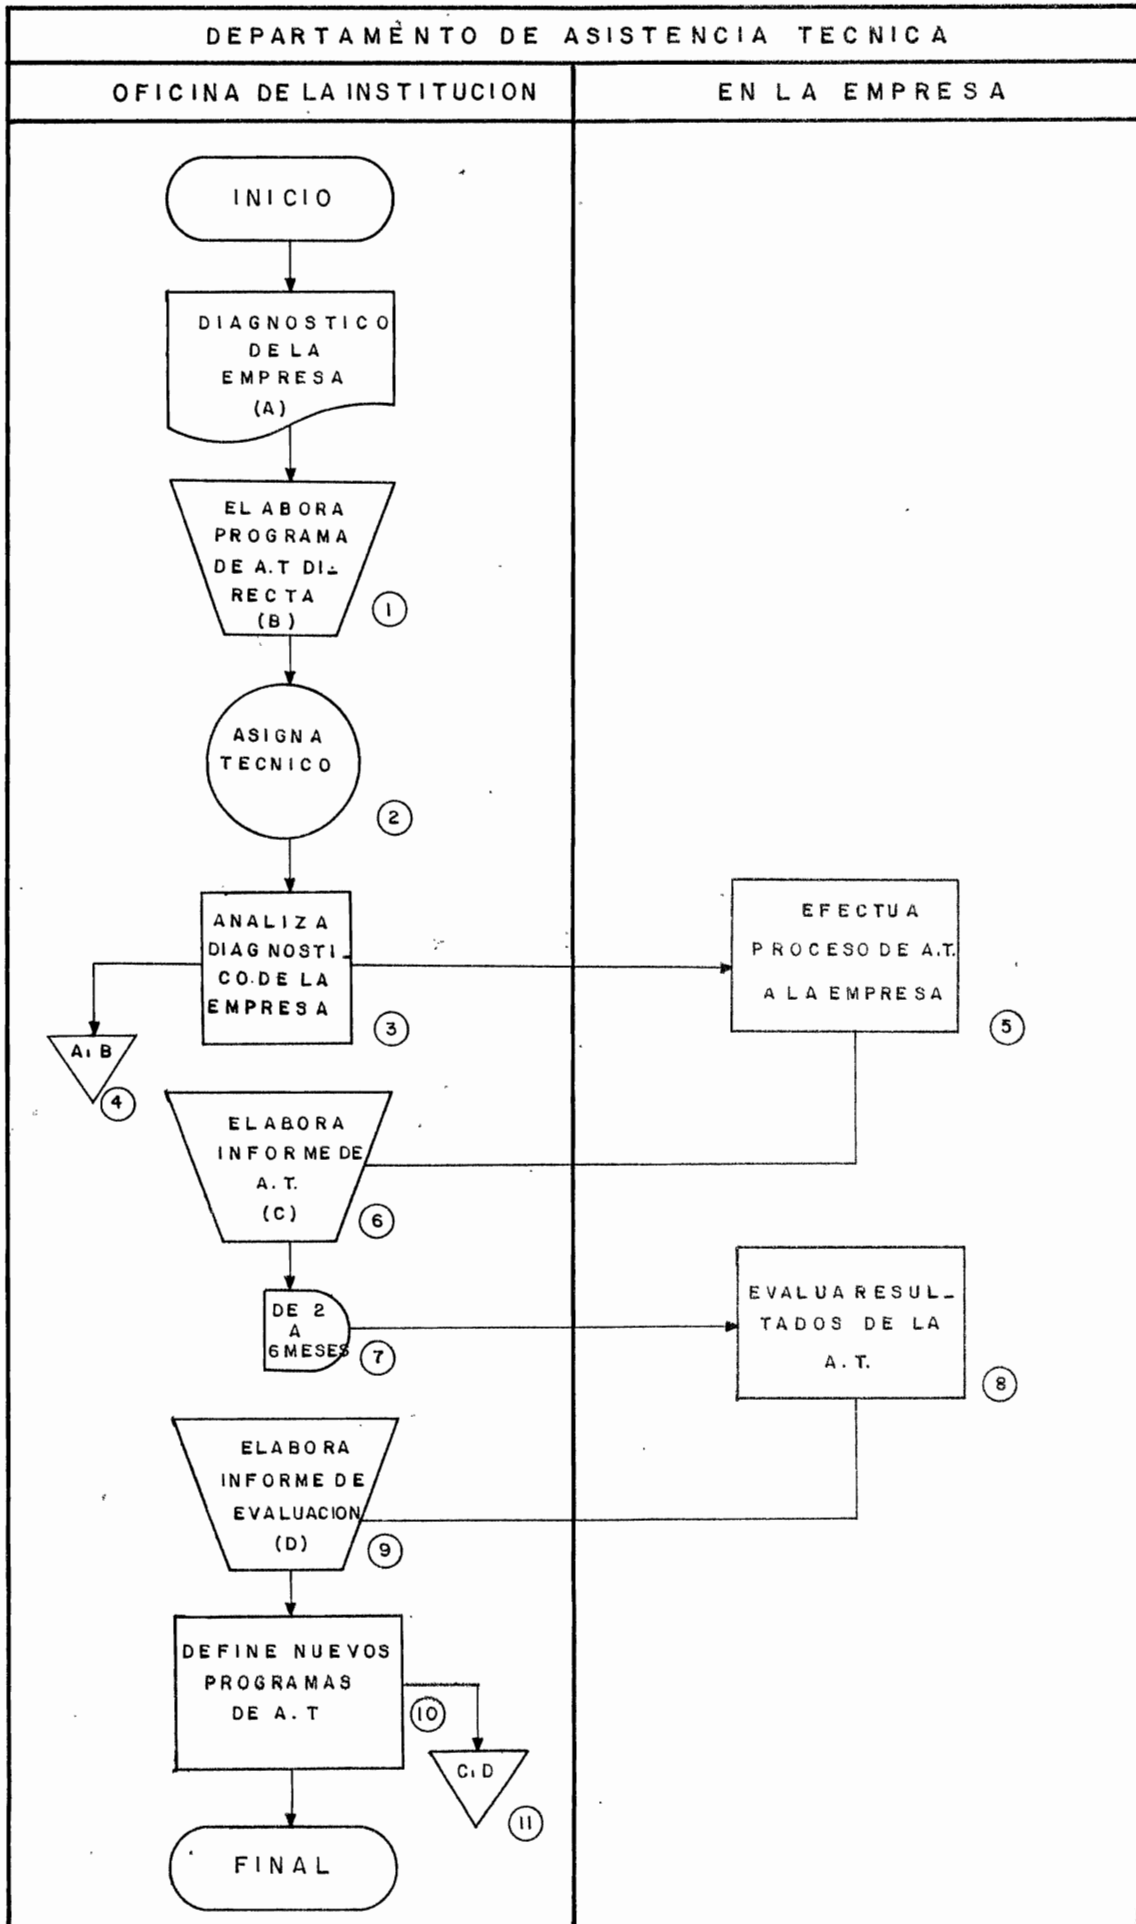 DEPARTAMENTO DE ASISTENCIA TECNICA
OFICINA DE LA INSTITUCION
EN LA EMPRESA
INICIO
DIAGNOSTICO
DE LA
EMPRESA
(A)
ELABORA
PROGRAMA
DE A.T DI-
RECTA
(B)
1
ASIGNA
TECNICO
2
ANALIZA
DIAGNOSTI-
CO.DE LA
EMPRESA
3
A, B
4
EFECTUA
PROCESO DE A.T.
A LA EMPRESA
5
ELABORA
INFORME DE
A.T.
(C)
6
DE 2
A
6 MESES
7
EVALUA RESUL-
TADOS DE LA
A.T.
8
ELABORA
INFORME DE
EVALUACION
(D)
9
DEFINE NUEVOS
PROGRAMAS
DE A.T
10
C, D
11
FINAL